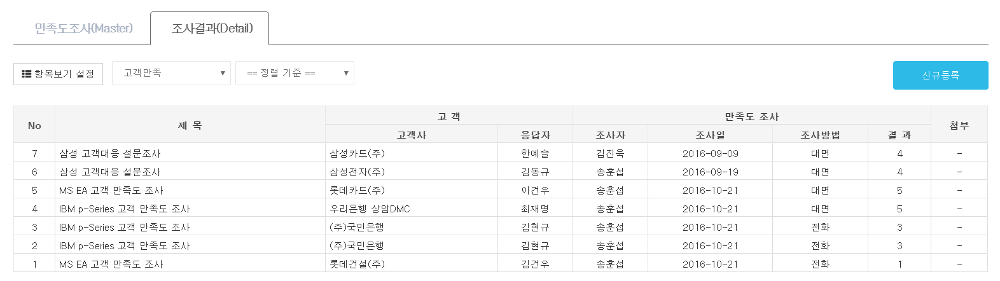 만족도조사(Master) 조사결과(Detail)
항목보기 설정 고객만족 ▼ == 정렬 기준 == ▼ 신규등록
No 제 목 고 객 만족도 조사 첨부
고객사 응답자 조사자 조사일 조사방법 결 과
7 삼성 고객대응 설문조사 삼성카드(주) 한예슬 김진욱 2016-09-09 대면 4 -
6 삼성 고객대응 설문조사 삼성전자(주) 김동규 송훈섭 2016-09-19 대면 4 -
5 MS EA 고객 만족도 조사 롯데카드(주) 이건우 송훈섭 2016-10-21 대면 5 -
4 IBM p-Series 고객 만족도 조사 우리은행 상암DMC 최재명 송훈섭 2016-10-21 대면 5 -
3 IBM p-Series 고객 만족도 조사 (주)국민은행 김현규 송훈섭 2016-10-21 전화 3 -
2 IBM p-Series 고객 만족도 조사 (주)국민은행 김현규 송훈섭 2016-10-21 전화 3 -
1 MS EA 고객 만족도 조사 롯데건설(주) 김건우 송훈섭 2016-10-21 전화 1 -